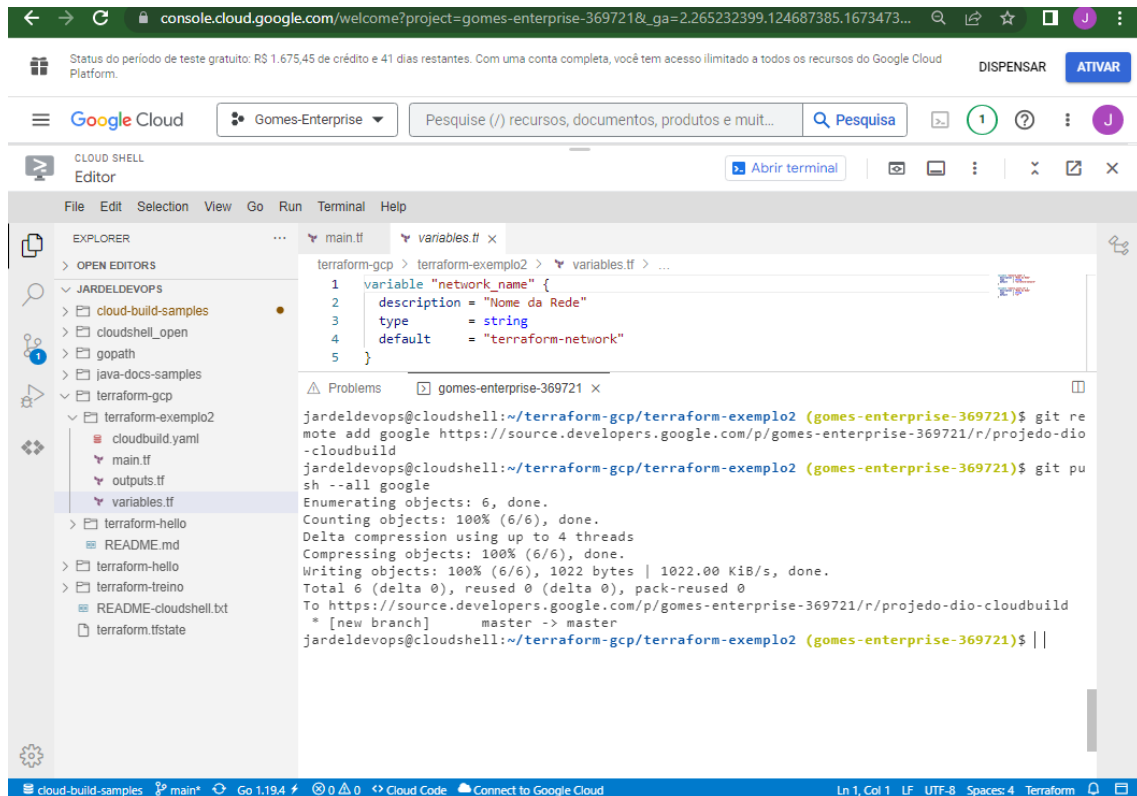 console.cloud.google.com/welcome?project=gomes-enterprise-369721&_ga=2.265232399.124687385.1673473...
J
Status do período de teste gratuito: R$ 1.675,45 de crédito e 41 dias restantes. Com uma conta completa, você tem acesso ilimitado a todos os recursos do Google Cloud
Platform.
DISPENSAR
ATIVAR
Google Cloud
Gomes-Enterprise
Pesquise (/) recursos, documentos, produtos e muit...
Pesquisa
1
J
CLOUD SHELL
Editor
Abrir terminal
File Edit Selection View Go Run Terminal Help
EXPLORER
OPEN EDITORS
JARDELDEVOPS
cloud-build-samples
cloudshell_open
gopath
java-docs-samples
terraform-gcp
terraform-exemplo2
cloudbuild.yaml
main.tf
outputs.tf
variables.tf
terraform-hello
README.md
terraform-hello
terraform-treino
README-cloudshell.txt
terraform.tfstate
1
main.tf
variables.tf
terraform-gcp > terraform-exemplo2 > variables.tf > ...
1 variable "network_name" {
2 description = "Nome da Rede"
3 type = string
4 default = "terraform-network"
5 }
Problems
gomes-enterprise-369721
jardeldevops@cloudshell:~/terraform-gcp/terraform-exemplo2 (gomes-enterprise-369721)$ git re
mote add google https://source.developers.google.com/p/gomes-enterprise-369721/r/projedo-dio
-cloudbuild
jardeldevops@cloudshell:~/terraform-gcp/terraform-exemplo2 (gomes-enterprise-369721)$ git pu
sh --all google
Enumerating objects: 6, done.
Counting objects: 100% (6/6), done.
Delta compression using up to 4 threads
Compressing objects: 100% (6/6), done.
Writing objects: 100% (6/6), 1022 bytes | 1022.00 KiB/s, done.
Total 6 (delta 0), reused 0 (delta 0), pack-reused 0
To https://source.developers.google.com/p/gomes-enterprise-369721/r/projedo-dio-cloudbuild
* [new branch] master -> master
jardeldevops@cloudshell:~/terraform-gcp/terraform-exemplo2 (gomes-enterprise-369721)$
cloud-build-samples main* Go 1.19.4 0 0 Cloud Code Connect to Google Cloud
Ln 1, Col 1 LF UTF-8 Spaces: 4 Terraform